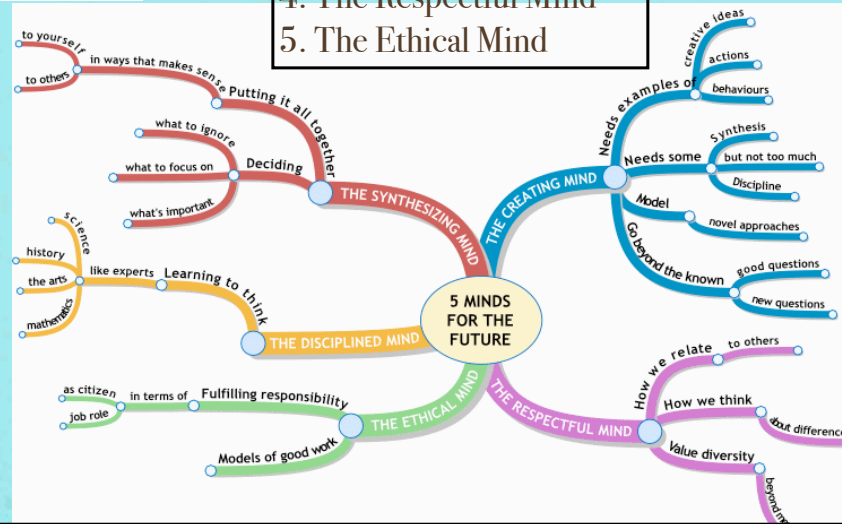 4. The Respectful Mind
5. The Ethical Mind
5 MINDS
FOR THE
FUTURE
THE SYNTHESIZING MIND
Putting it all together
in ways that makes sense
to yourself
to others
Deciding
what to ignore
what to focus on
what's important
THE DISCIPLINED MIND
Learning to think
like experts
science
history
the arts
mathematics
THE ETHICAL MIND
Fulfilling responsibility
in terms of
as citizen
job role
Models of good work
THE CREATING MIND
Needs examples of
creative ideas
actions
behaviours
Needs some
Synthesis
but not too much
Discipline
Model
novel approaches
Go beyond the known
good questions
new questions
THE RESPECTFUL MIND
How we relate
to others
How we think
about
Value diversity
beyond